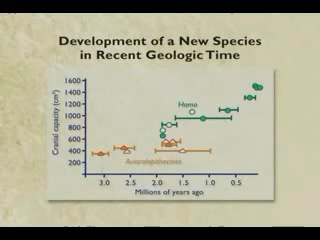 Development of a New Species
in Recent Geologic Time
1600
1400
1200
1000
800
600
400
200
Cranial capacity (cm³)
Homo
Australopithecines
3.0 2.5 2.0 1.5 1.0 0.5
Millions of years ago